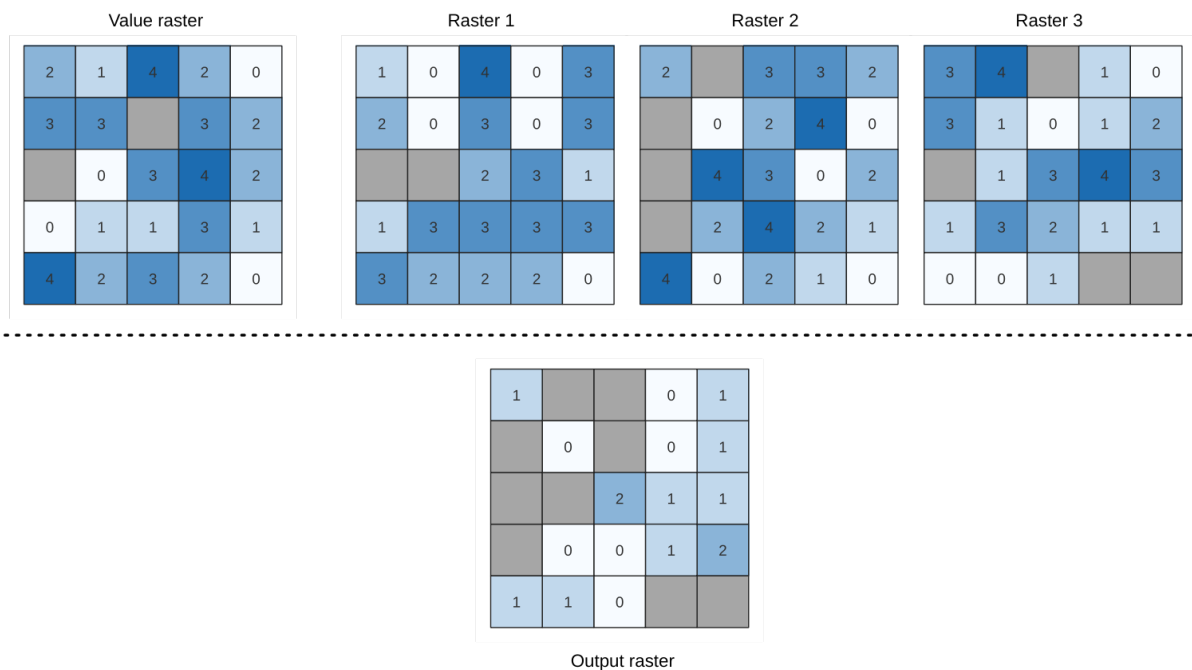 Value raster Raster 1 Raster 2 Raster 3
2 1 4 2 0 1 0 4 0 3 2 3 3 2 3 4 1 0
3 3 3 2 2 0 3 0 3 0 2 4 0 3 1 0 1 2
0 3 4 2 2 3 1 4 3 0 2 1 3 4 3
0 1 1 3 1 1 3 3 3 3 2 4 2 1 1 3 2 1 1
4 2 3 2 0 3 2 2 2 0 4 0 2 1 0 0 0 1
1 0 1
0 0 1
2 1 1
0 0 1 2
1 1 0
Output raster